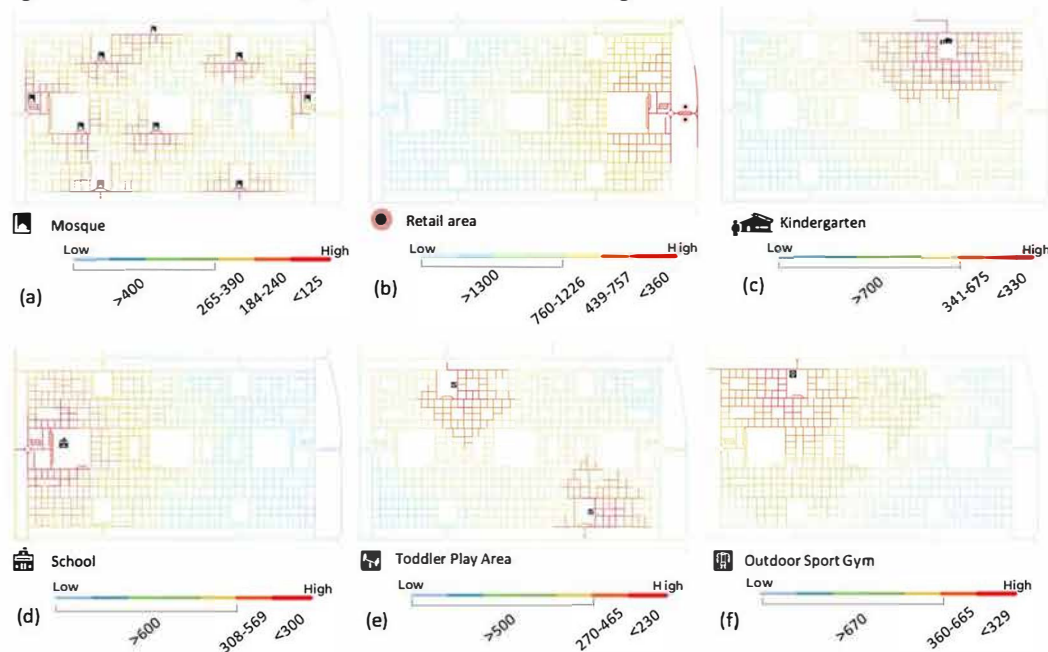 Mosque
Low High
(a) >400 265-390 184-240 <125
Retail area
Low High
(b) >1300 760-1226 439-757 <360
Kindergarten
Low High
(c) >700 341-675 <330
School
Low High
(d) >600 308-569 <300
Toddler Play Area
Low High
(e) >500 270-465 <230
Outdoor Sport Gym
Low High
(f) >670 360-665 <329